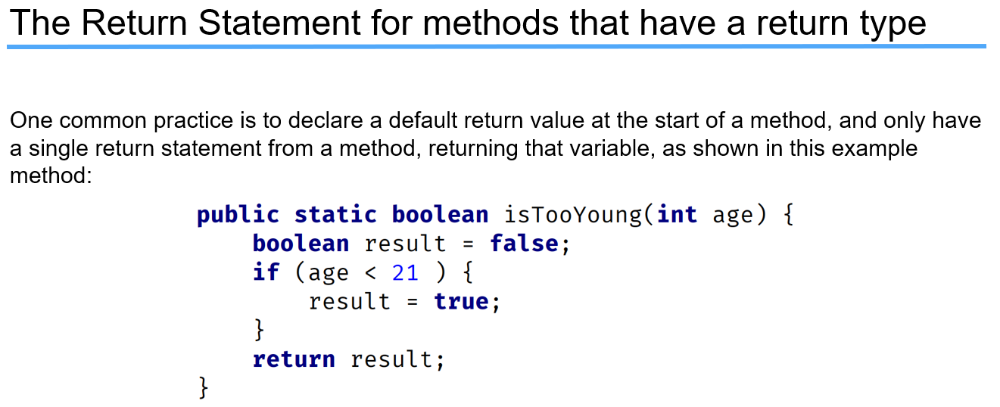 The Return Statement for methods that have a return type
One common practice is to declare a default return value at the start of a method, and only have
a single return statement from a method, returning that variable, as shown in this example
method:
public static boolean isTooYoung(int age) {
    boolean result = false;
    if (age < 21 ) {
        result = true;
    }
    return result;
}